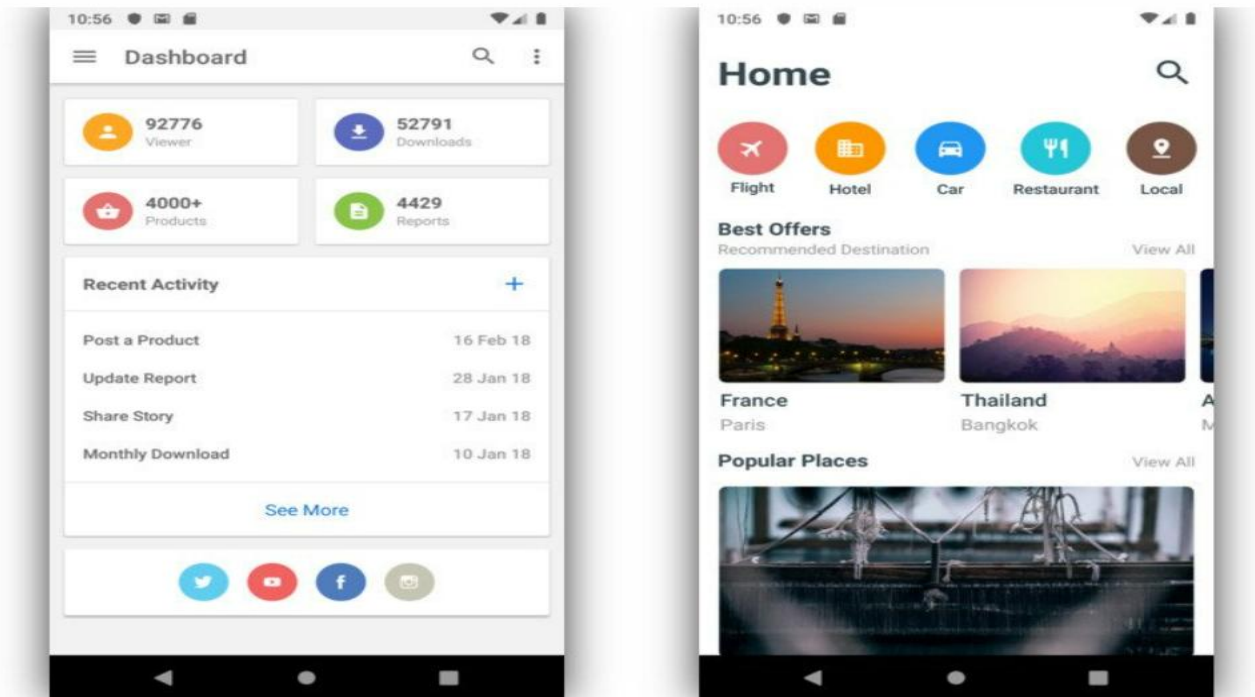 10:56
Dashboard
92776
Viewer
52791
Downloads
4000+
Products
4429
Reports
Recent Activity +
Post a Product 16 Feb 18
Update Report 28 Jan 18
Share Story 17 Jan 18
Monthly Download 10 Jan 18
See More
10:56
Home
Flight Hotel Car Restaurant Local
Best Offers
Recommended Destination View All
France Thailand A
Paris Bangkok M
Popular Places View All